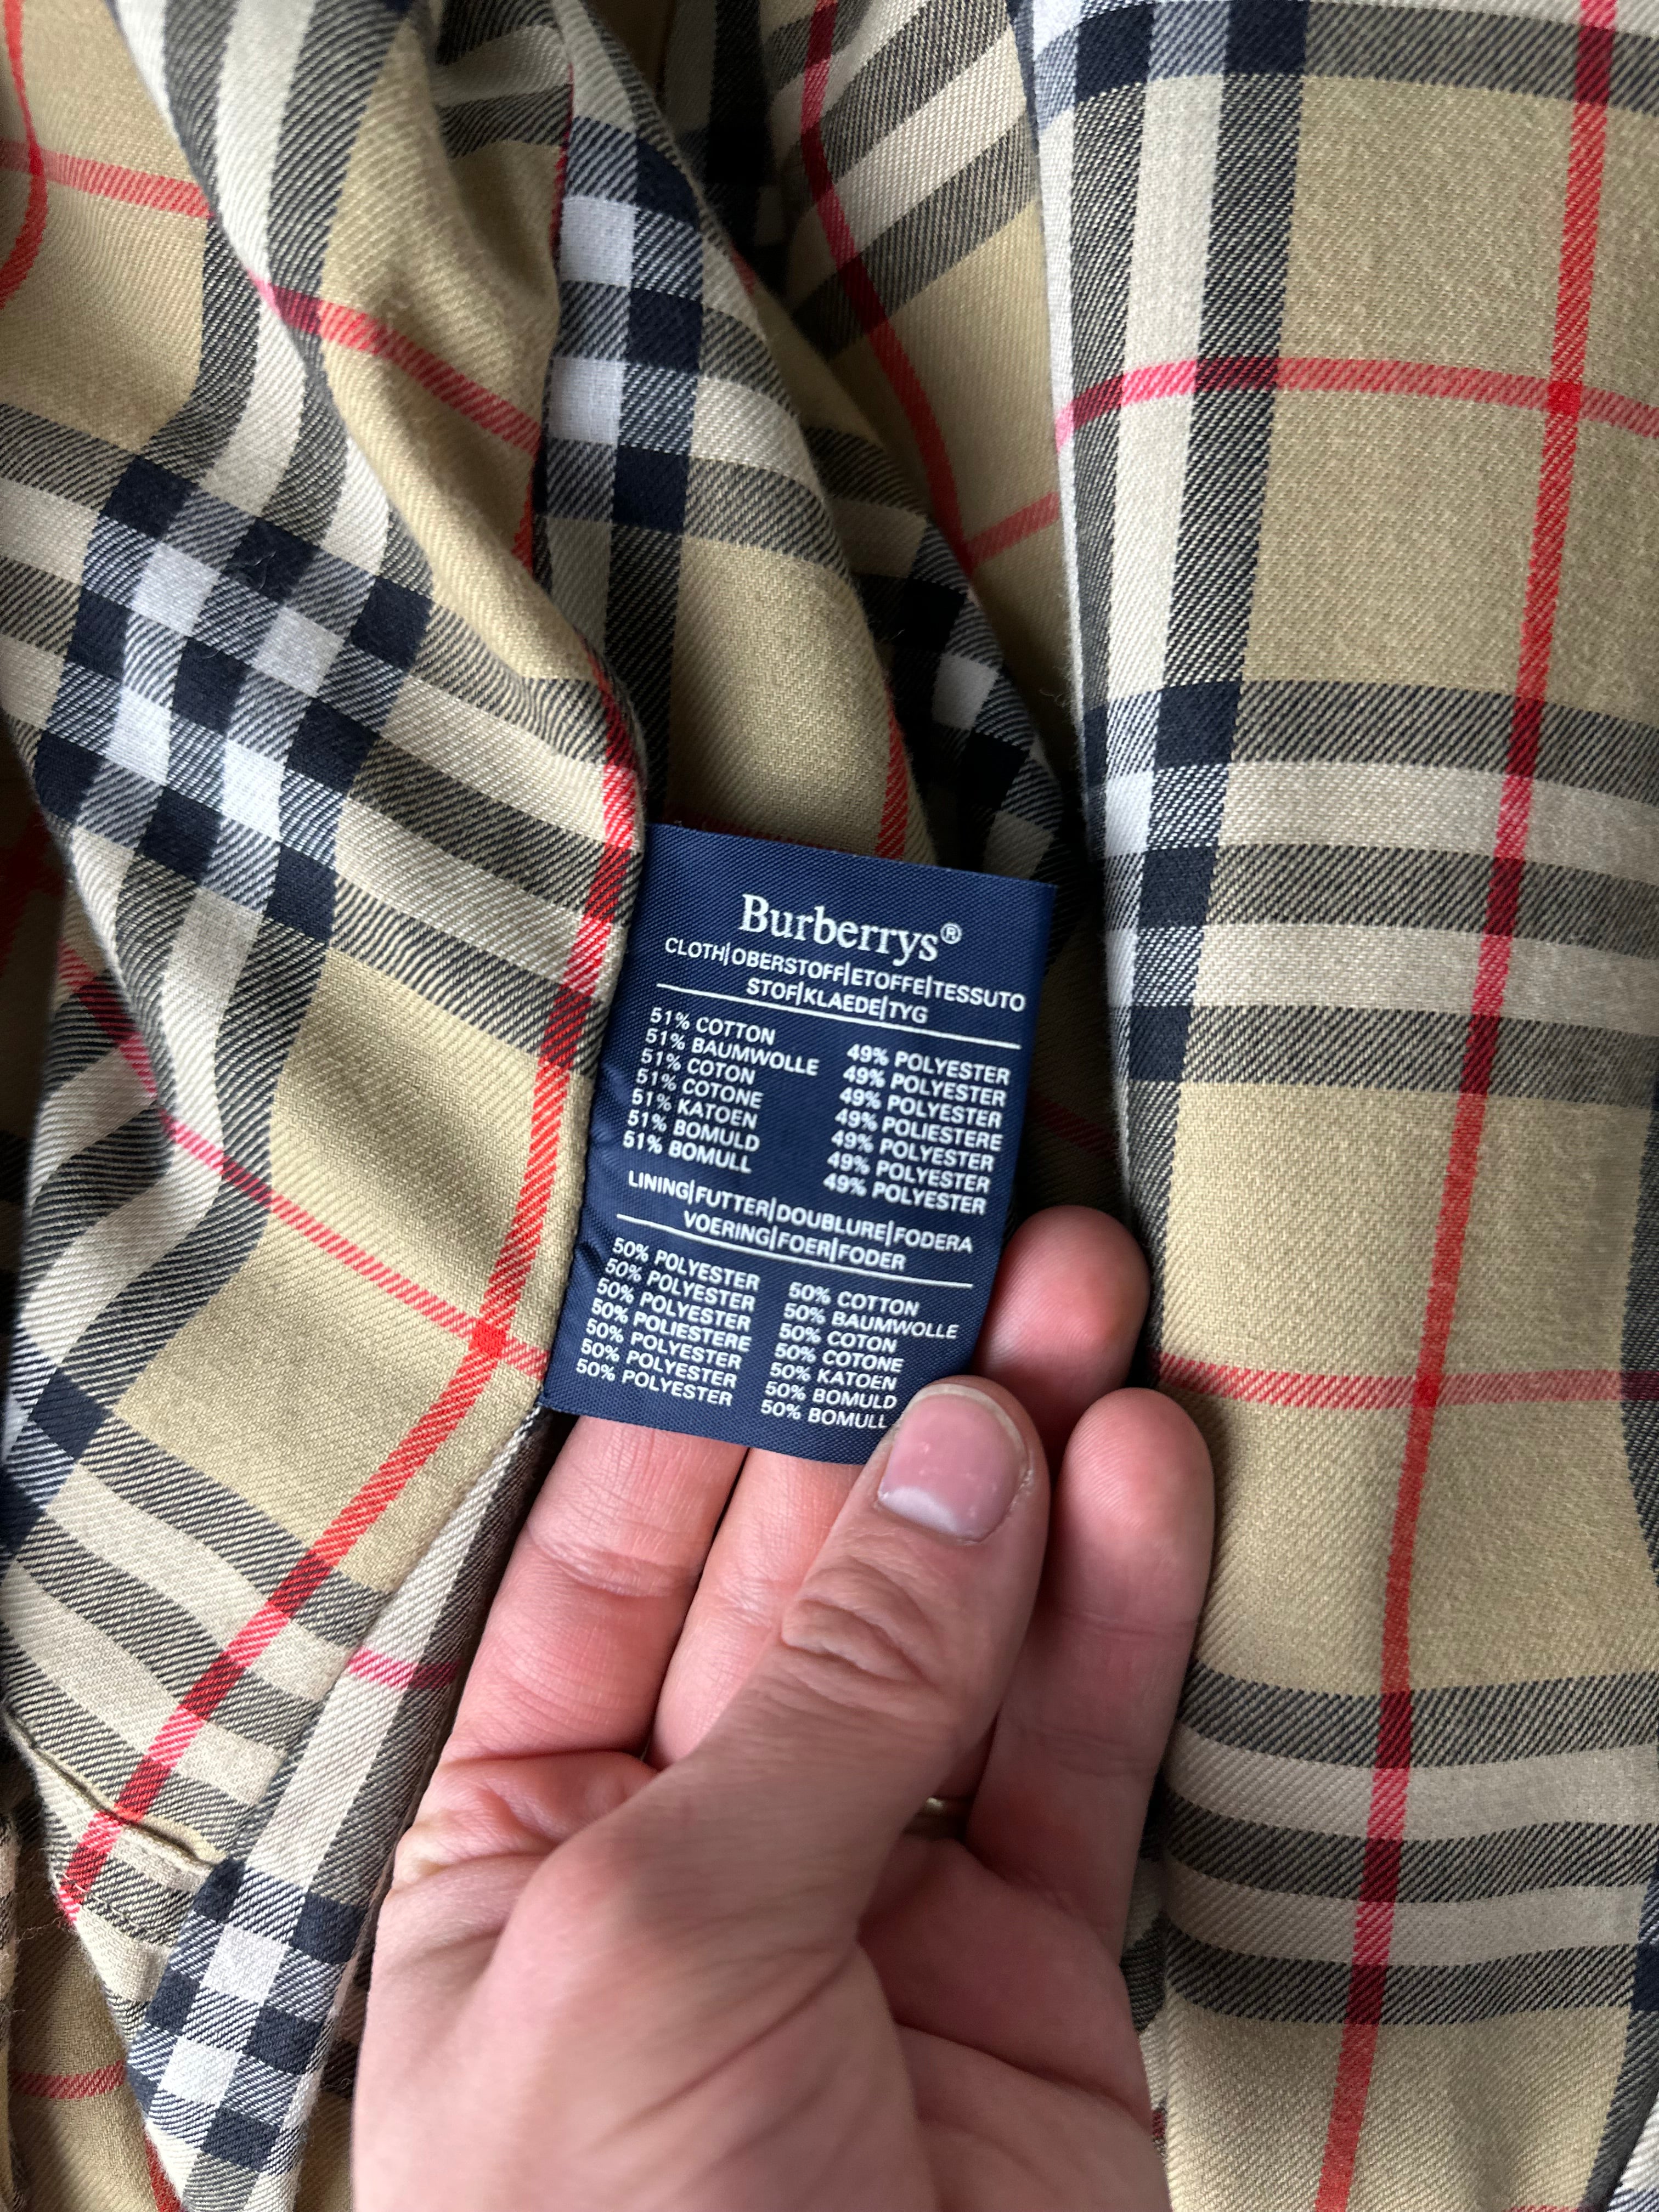 Burberrys®
CLOTH|OBERSTOFF|ETOFFE|TESSUTO
STOF|KLAEDE|TYG
51% COTTON 49% POLYESTER
51% BAUMWOLLE 49% POLYESTER
51% COTON 49% POLYESTER
51% COTONE 49% POLIESTERE
51% KATOEN 49% POLYESTER
51% BOMULD 49% POLYESTER
51% BOMULL 49% POLYESTER
LINING|FUTTER|DOUBLURE|FODERA
VOERING|FOER|FODER
50% POLYESTER 50% COTTON
50% POLYESTER 50% BAUMWOLLE
50% POLYESTER 50% COTON
50% POLIESTERE 50% COTONE
50% POLYESTER 50% KATOEN
50% POLYESTER 50% BOMULD
50% POLYESTER 50% BOMULL